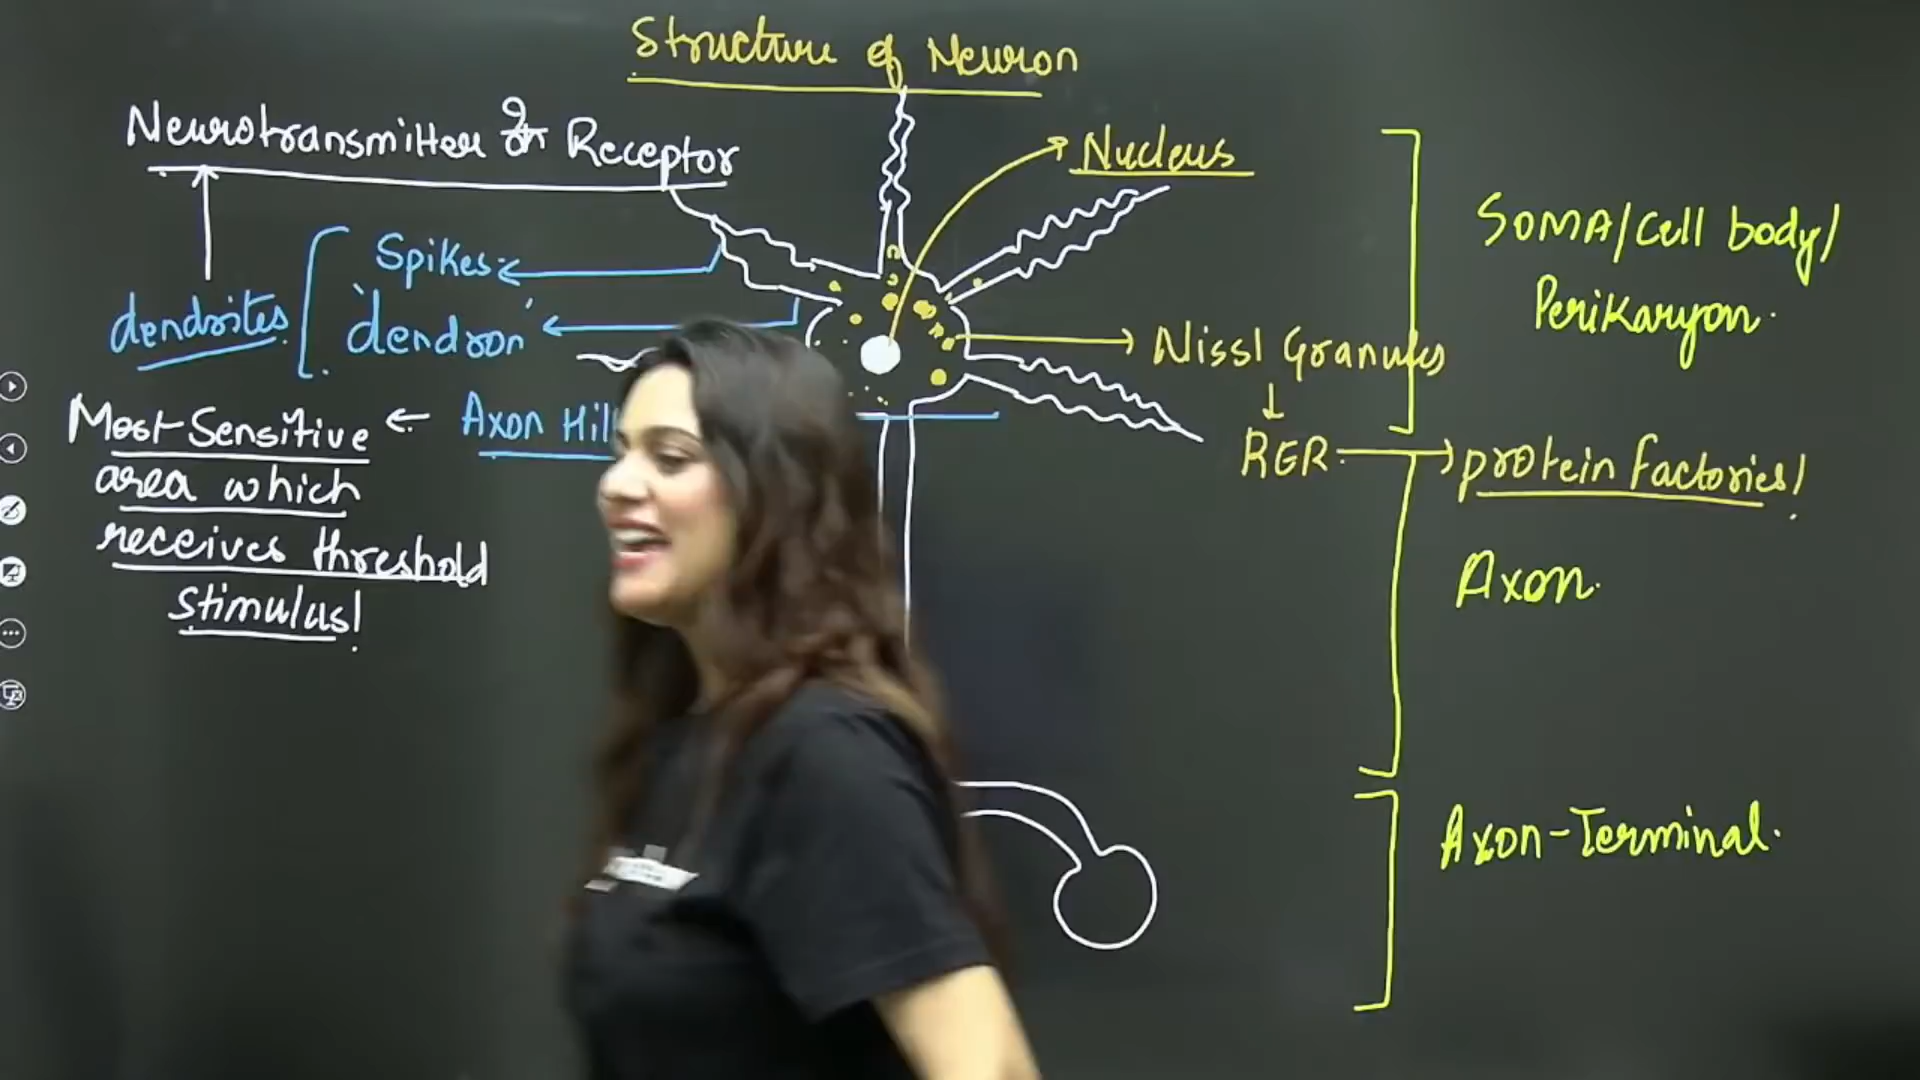 Structure of Neuron
Neurotransmitter Receptor
Nucleus
Spikes
dendrites
'dendron'
SOMA/Cell body/
Perikaryon.
Nissl Granules
Axon
RER
protein factories!
Most-Sensitive
area which
receives threshold
stimulus!
Axon.
Axon-Terminal.